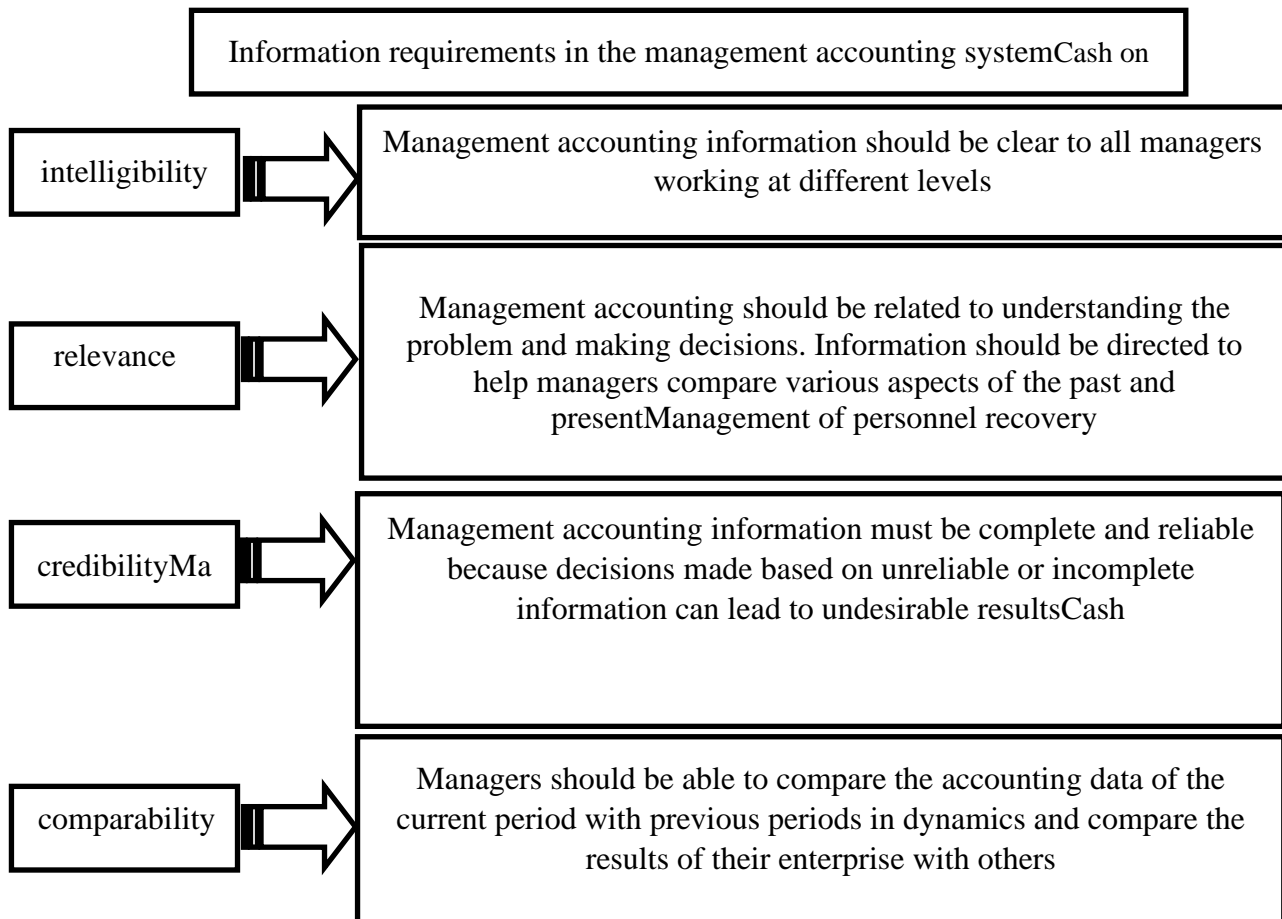 Information requirements in the management accounting systemCash on
intelligibility
Management accounting information should be clear to all managers
working at different levels
relevance
Management accounting should be related to understanding the
problem and making decisions. Information should be directed to
help managers compare various aspects of the past and
presentManagement of personnel recovery
credibilityMa
Management accounting information must be complete and reliable
because decisions made based on unreliable or incomplete
information can lead to undesirable resultsCash
comparability
Managers should be able to compare the accounting data of the
current period with previous periods in dynamics and compare the
results of their enterprise with others